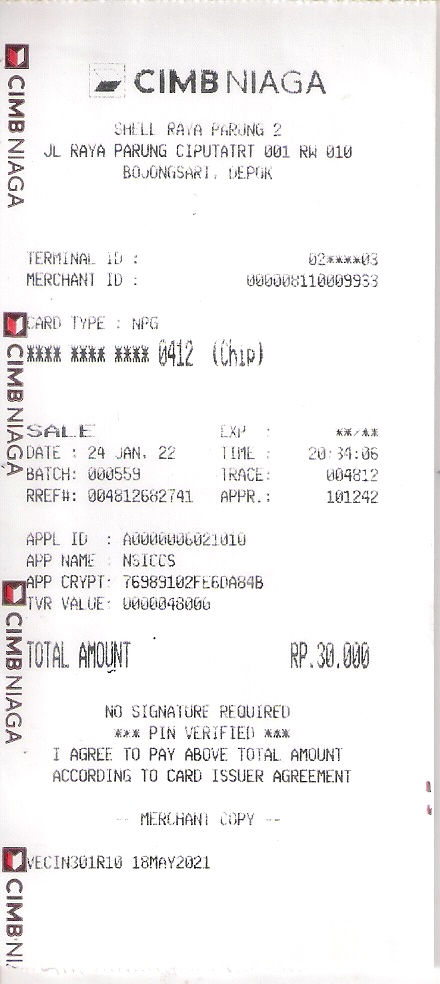 CIMB NIAGA
SHELL RAYA PARUNG 2
JL RAYA PARUNG CIPUTATRT 001 RW 010
BOJONGSARI, DEPOK
TERMINAL ID : 02****03
MERCHANT ID : 000008110009933
CARD TYPE : NPG
**** **** **** 0412 (Chip)
SALE EXP : **/**
DATE : 24 JAN, 22 TIME : 20:34:06
BATCH: 000559 TRACE: 004812
RREF#: 004812682741 APPR.: 101242
APPL ID : A0000006021010
APP NAME : NSICCS
APP CRYPT: 76989102FE6DA84B
TVR VALUE: 0000048000
TOTAL AMOUNT RP.30.000
NO SIGNATURE REQUIRED
*** PIN VERIFIED ***
I AGREE TO PAY ABOVE TOTAL AMOUNT
ACCORDING TO CARD ISSUER AGREEMENT
-- MERCHANT COPY --
VECIN301R10 18MAY2021
CIMB NIAGA
CIMB NIAGA
CIMB NIAGA
CIMB NI